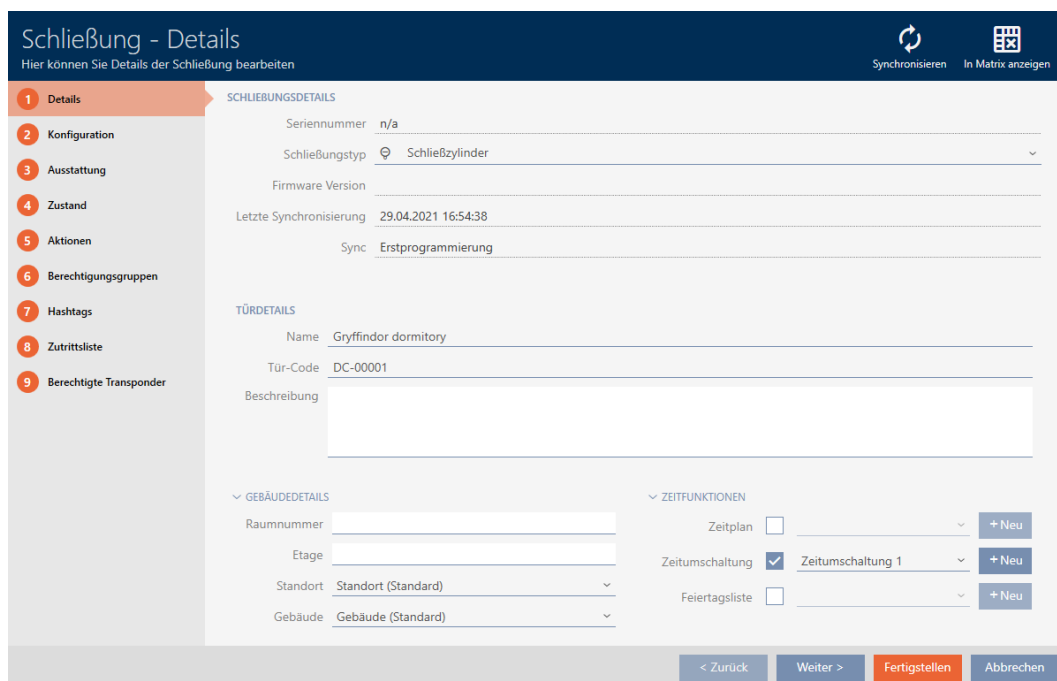 Schließung - Details
Hier können Sie Details der Schließung bearbeiten
Synchronisieren
In Matrix anzeigen
1 Details
2 Konfiguration
3 Ausstattung
4 Zustand
5 Aktionen
6 Berechtigungsgruppen
7 Hashtags
8 Zutrittsliste
9 Berechtigte Transponder
SCHLIEßUNGSDETAILS
Seriennummer n/a
Schließungstyp Schließzylinder
Firmware Version
Letzte Synchronisierung 29.04.2021 16:54:38
Sync Erstprogrammierung
TÜRDETAILS
Name Gryffindor dormitory
Tür-Code DC-00001
Beschreibung
GEBÄUDEDETAILS
Raumnummer
Etage
Standort Standort (Standard)
Gebäude Gebäude (Standard)
ZEITFUNKTIONEN
Zeitplan + Neu
Zeitumschaltung Zeitumschaltung 1 + Neu
Feiertagsliste + Neu
< Zurück
Weiter >
Fertigstellen
Abbrechen